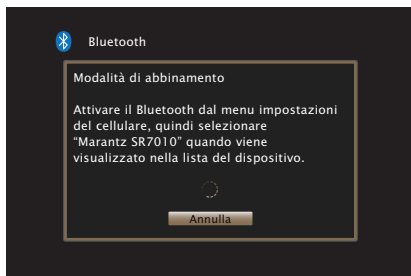 Bluetooth
Modalità di abbinamento
Attivare il Bluetooth dal menu impostazioni
del cellulare, quindi selezionare
“Marantz SR7010” quando viene
visualizzato nella lista del dispositivo.
Annulla